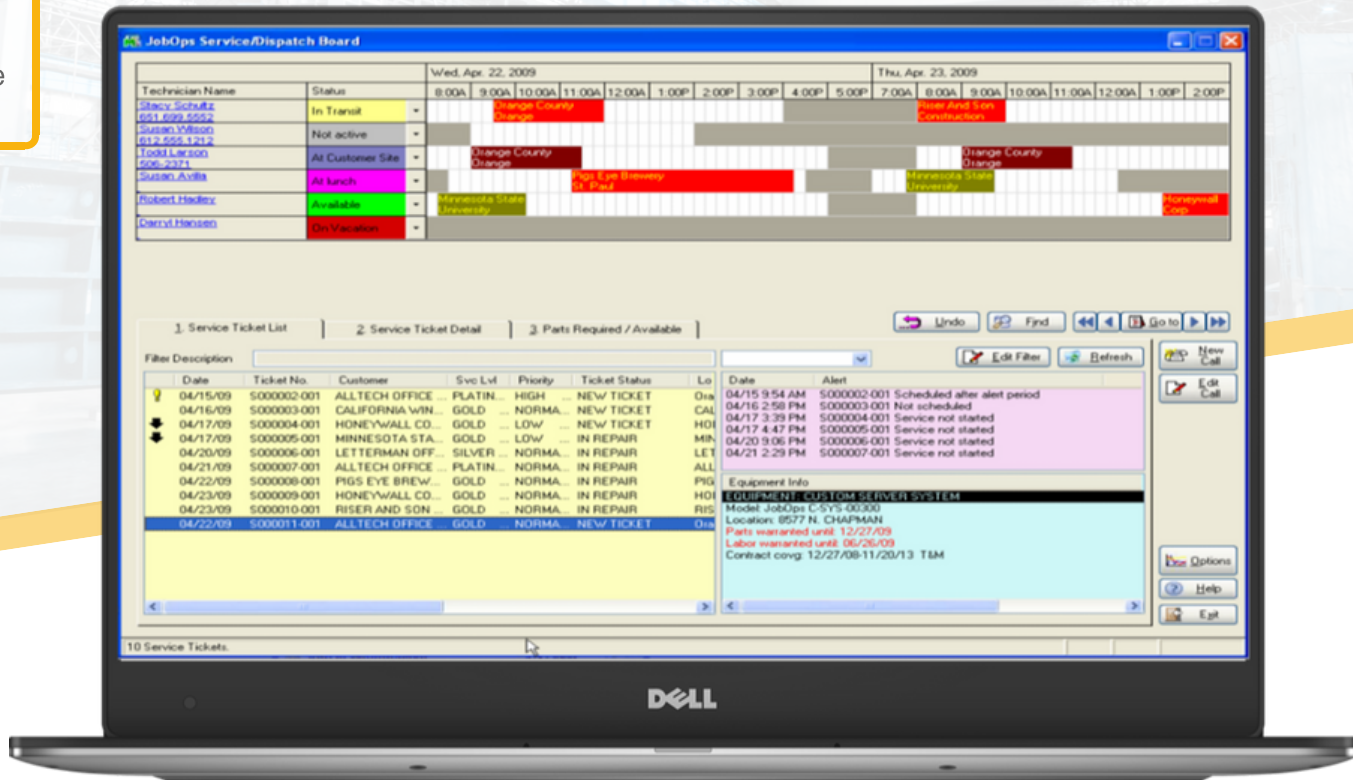 e
JobOps Service/Dispatch Board
Wed, Apr. 22, 2009 Thu, Apr. 23, 2009
Technician Name Status 8:00A 9:00A 10:00A 11:00A 12:00A 1:00P 2:00P 3:00P 4:00P 5:00P 7:00A 8:00A 9:00A 10:00A 11:00A 12:00A 1:00P 2:00P
Stacy Schultz In Transit Orange County Riser And Son
651.699.5552 Orange Construction
Susan Wilson Not active
612.555.1212
Todd Larson At Customer Site Orange County Orange County
506-2371 Orange Orange
Susan Avilla At lunch Pigs Eye Brewery Minnesota State
St. Paul University
Robert Hadley Available Minnesota State Honeywall
University Corp
Darryl Hansen On Vacation
1. Service Ticket List 2. Service Ticket Detail 3. Parts Required / Available Undo Find Go to
Filter Description Edit Filter Refresh New Call
Date Ticket No. Customer Svc Lvl Priority Ticket Status Lo
04/15/09 S000002-001 ALLTECH OFFICE ... PLATIN... HIGH ... NEW TICKET Ora
04/16/09 S000003-001 CALIFORNIA WIN... GOLD ... NORMA... NEW TICKET CAL
04/17/09 S000004-001 HONEYWALL CO... GOLD ... LOW ... NEW TICKET HOI
04/17/09 S000005-001 MINNESOTA STA... GOLD ... LOW ... IN REPAIR MIN
04/20/09 S000006-001 LETTERMAN OFF... SILVER ... NORMA... IN REPAIR LET
04/21/09 S000007-001 ALLTECH OFFICE ... PLATIN... NORMA... IN REPAIR ALL
04/22/09 S000008-001 PIGS EYE BREW... GOLD ... NORMA... IN REPAIR PIG
04/23/09 S000009-001 HONEYWALL CO... GOLD ... NORMA... IN REPAIR HOI
04/23/09 S000010-001 RISER AND SON ... GOLD ... NORMA... IN REPAIR RIS
04/22/09 S000011-001 ALLTECH OFFICE ... GOLD ... NORMA... NEW TICKET Ora
Date Alert
04/15 9:54 AM S000002-001 Scheduled after alert period
04/16 2:58 PM S000003-001 Not scheduled
04/17 3:39 PM S000004-001 Service not started
04/17 4:47 PM S000005-001 Service not started
04/20 9:06 PM S000006-001 Service not started
04/21 2:29 PM S000007-001 Service not started
Edit Call
Equipment Info
EQUIPMENT: CUSTOM SERVER SYSTEM
Model: JobOps C-SYS-00300
Location: 8577 N. CHAPMAN
Parts warranted until: 12/27/09
Labor warranted until: 06/26/09
Contract covg: 12/27/08-11/20/13 T&M
Options
Help
Exit
10 Service Tickets.
DELL